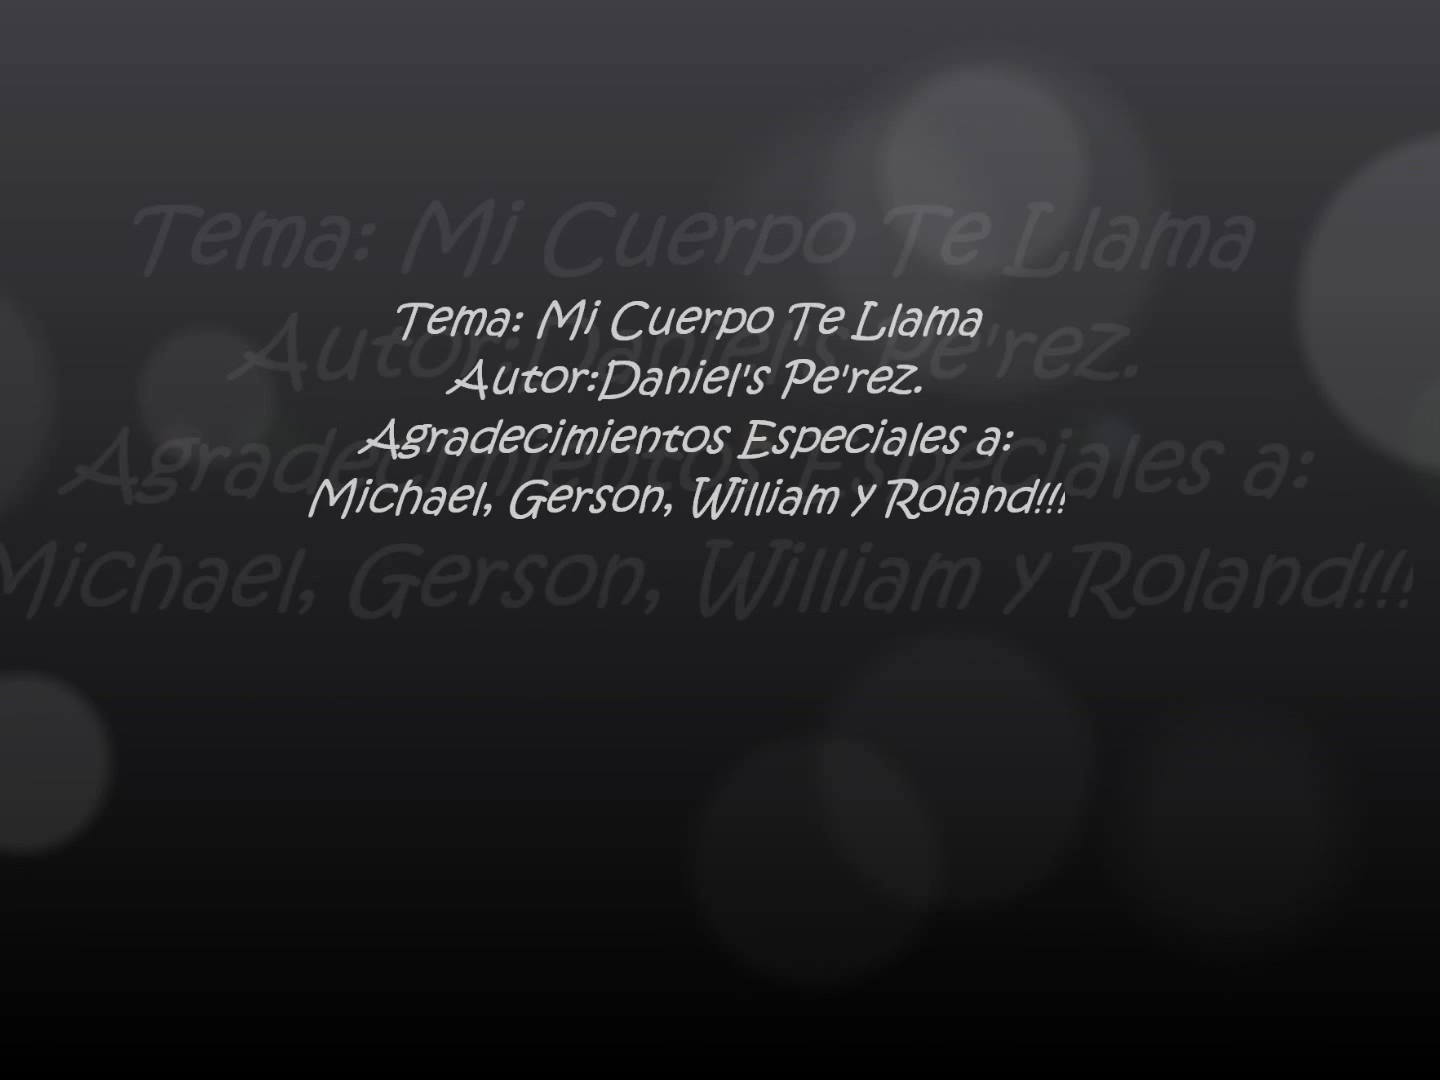 Tema: Mi Cuerpo Te Llama
Autor:Daniel's Pe'rez.
Agradecimientos Especiales a:
Michael, Gerson, William y Roland!!!